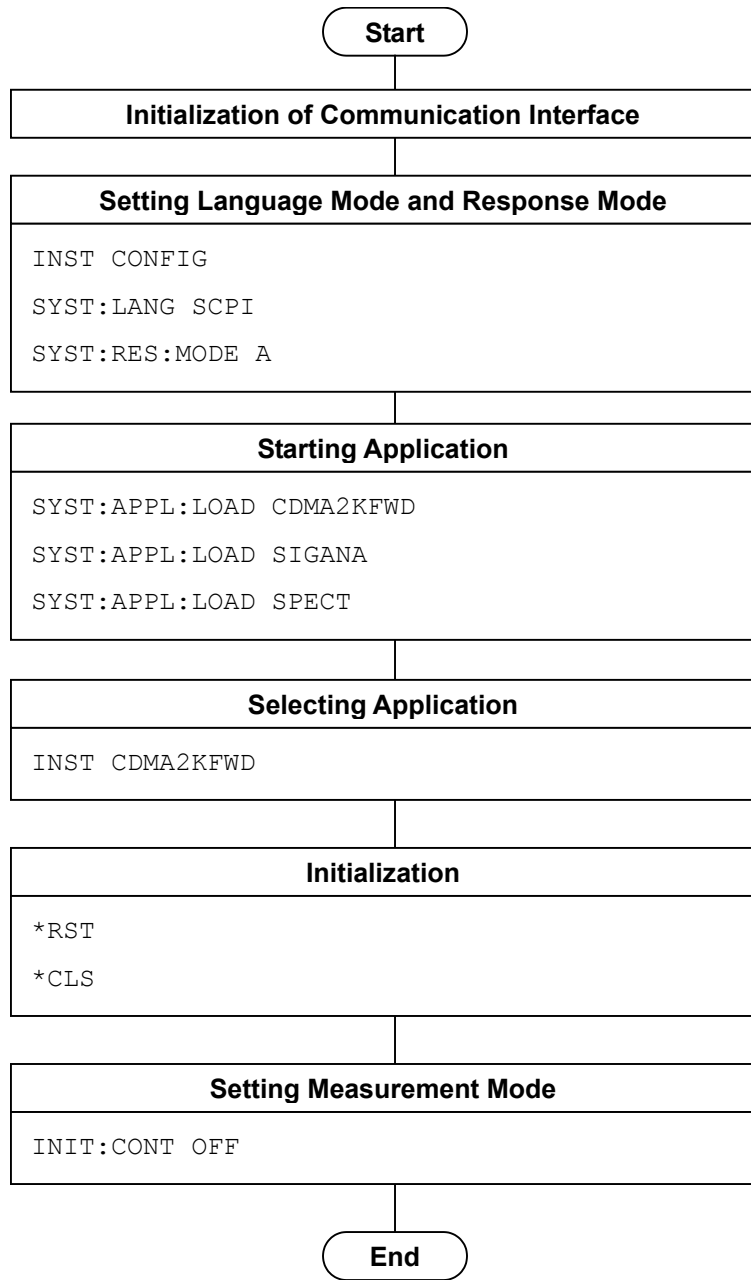 Start
Initialization of Communication Interface
Setting Language Mode and Response Mode
INST CONFIG
SYST:LANG SCPI
SYST:RES:MODE A
Starting Application
SYST:APPL:LOAD CDMA2KFWD
SYST:APPL:LOAD SIGANA
SYST:APPL:LOAD SPECT
Selecting Application
INST CDMA2KFWD
Initialization
*RST
*CLS
Setting Measurement Mode
INIT:CONT OFF
End